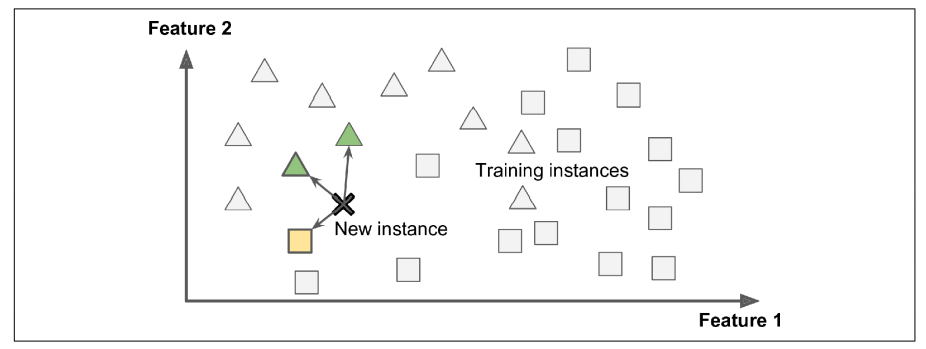 Feature 2
Training instances
New instance
Feature 1